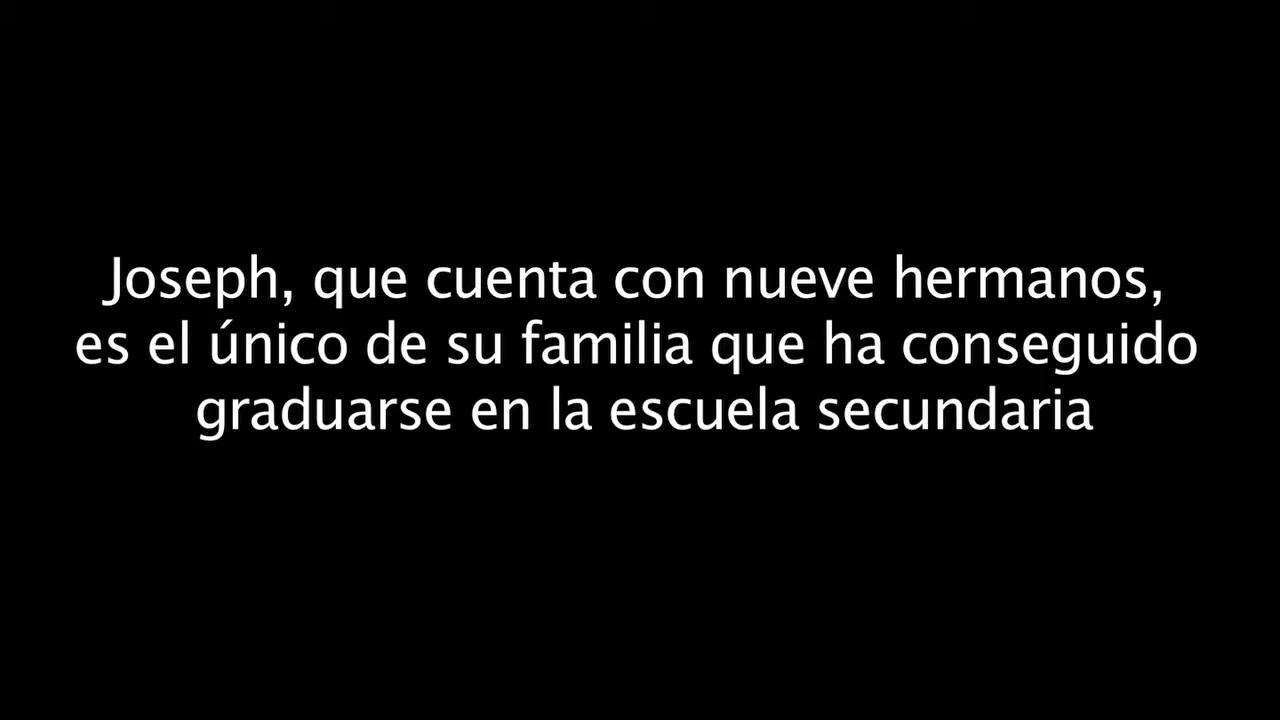 Joseph, que cuenta con nueve hermanos,
es el único de su familia que ha conseguido
graduarse en la escuela secundaria